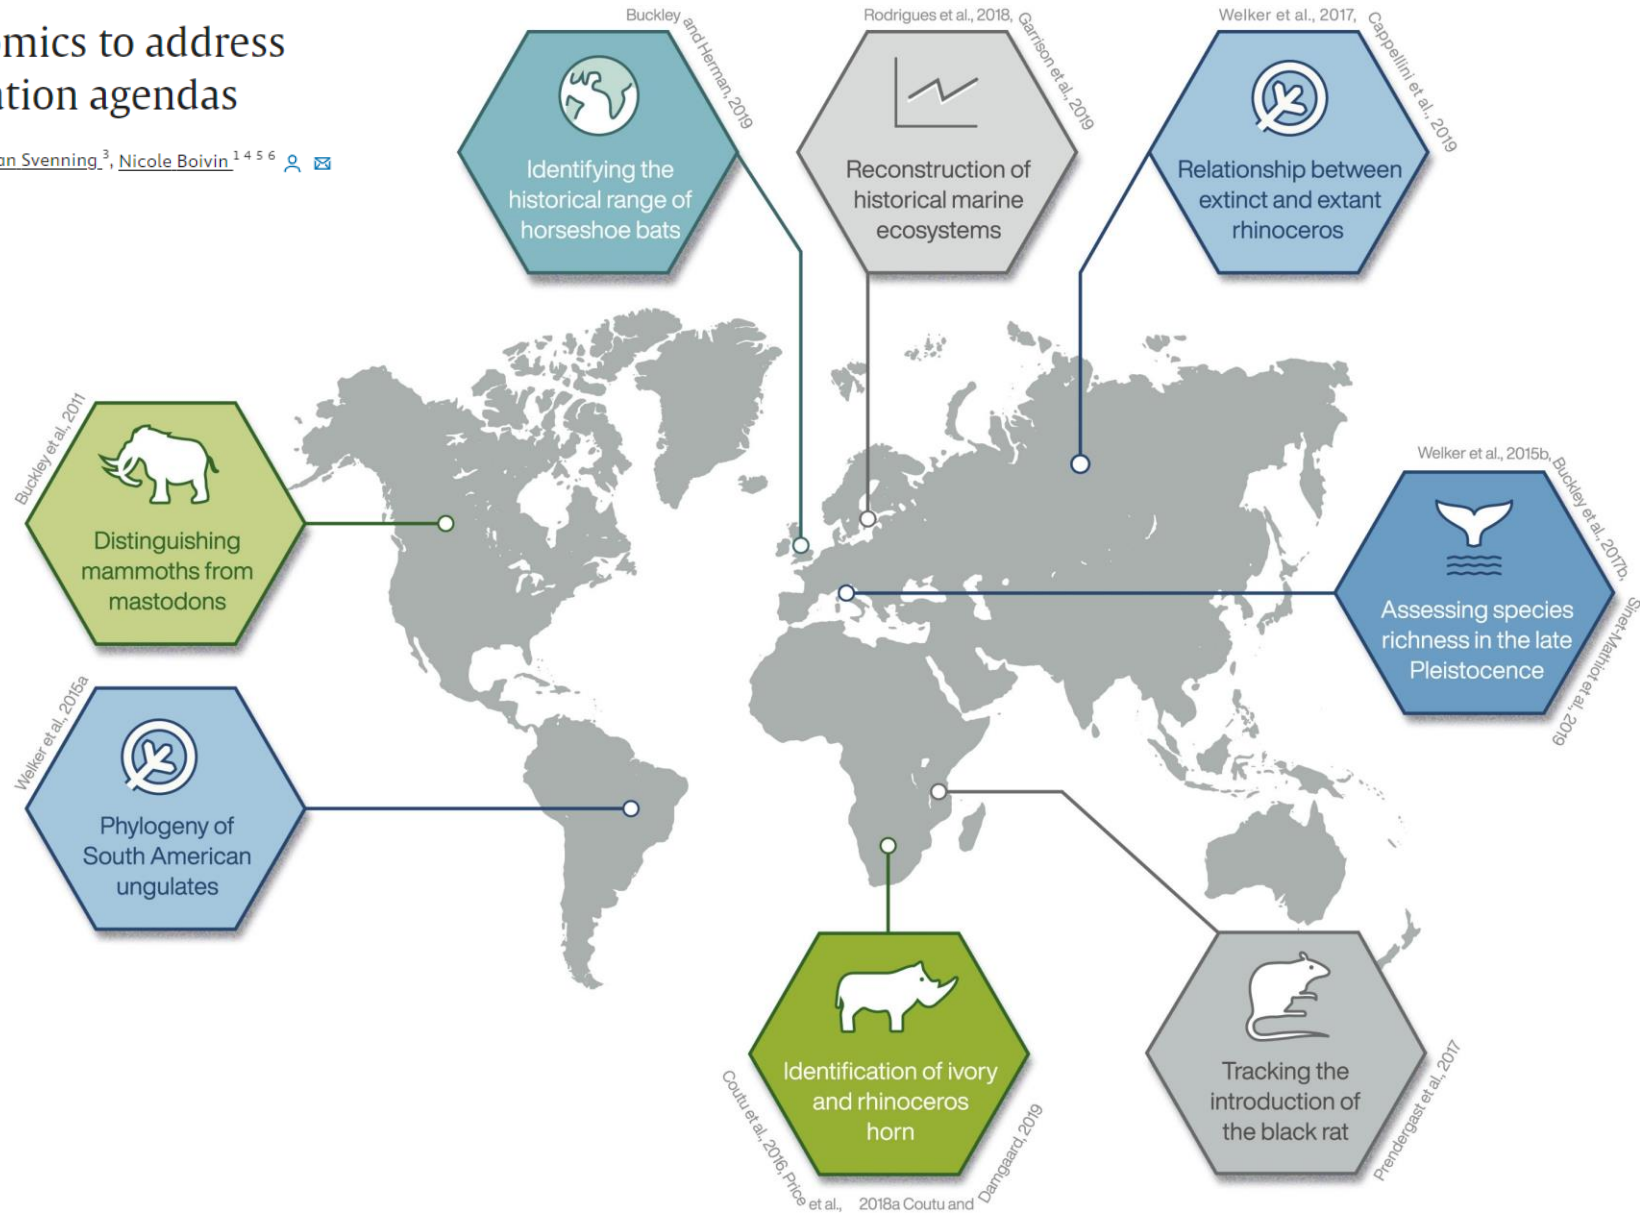 omics to address
ation agendas
an Svenning 3, Nicole Boivin 1 4 5 6
Buckley and Herman, 2019
Identifying the
historical range of
horseshoe bats
Rodrigues et al., 2018, Garrison et al., 2019
Reconstruction of
historical marine
ecosystems
Welker et al., 2017, Cappellini et al., 2019
Relationship between
extinct and extant
rhinoceros
Buckley et al., 2011
Distinguishing
mammoths from
mastodons
Welker et al., 2015b, Buckley et al., 2017b, Sinet-Mathiot et al, 2019
Assessing species
richness in the late
Pleistocence
Welker et al., 2015a
Phylogeny of
South American
ungulates
Identification of ivory
and rhinoceros
horn
Coutu et al., 2016, Price et al., 2018a Coutu and Damgaard, 2019
Tracking the
introduction of
the black rat
Prendergast et al., 2017